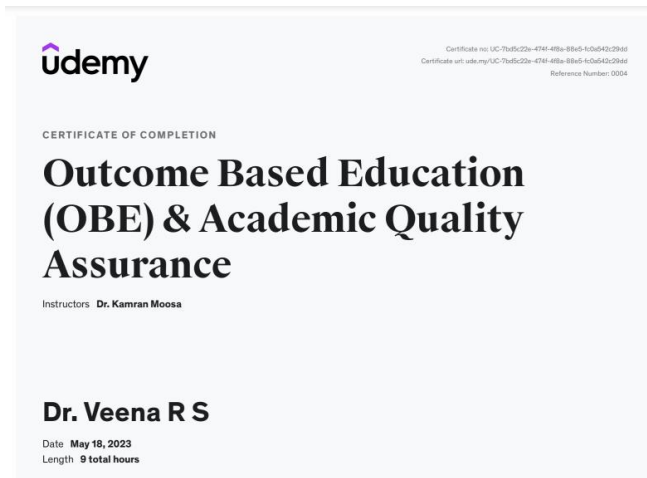 udemy
Certificate no: UC-7bd5c22e-474f-4f8a-88e5-fc0a542c29dd
Certificate url: ude.my/UC-7bd5c22e-474f-4f8a-88e5-fc0a542c29dd
Reference Number: 0004
CERTIFICATE OF COMPLETION
Outcome Based Education
(OBE) & Academic Quality
Assurance
Instructors Dr. Kamran Moosa
Dr. Veena R S
Date May 18, 2023
Length 9 total hours